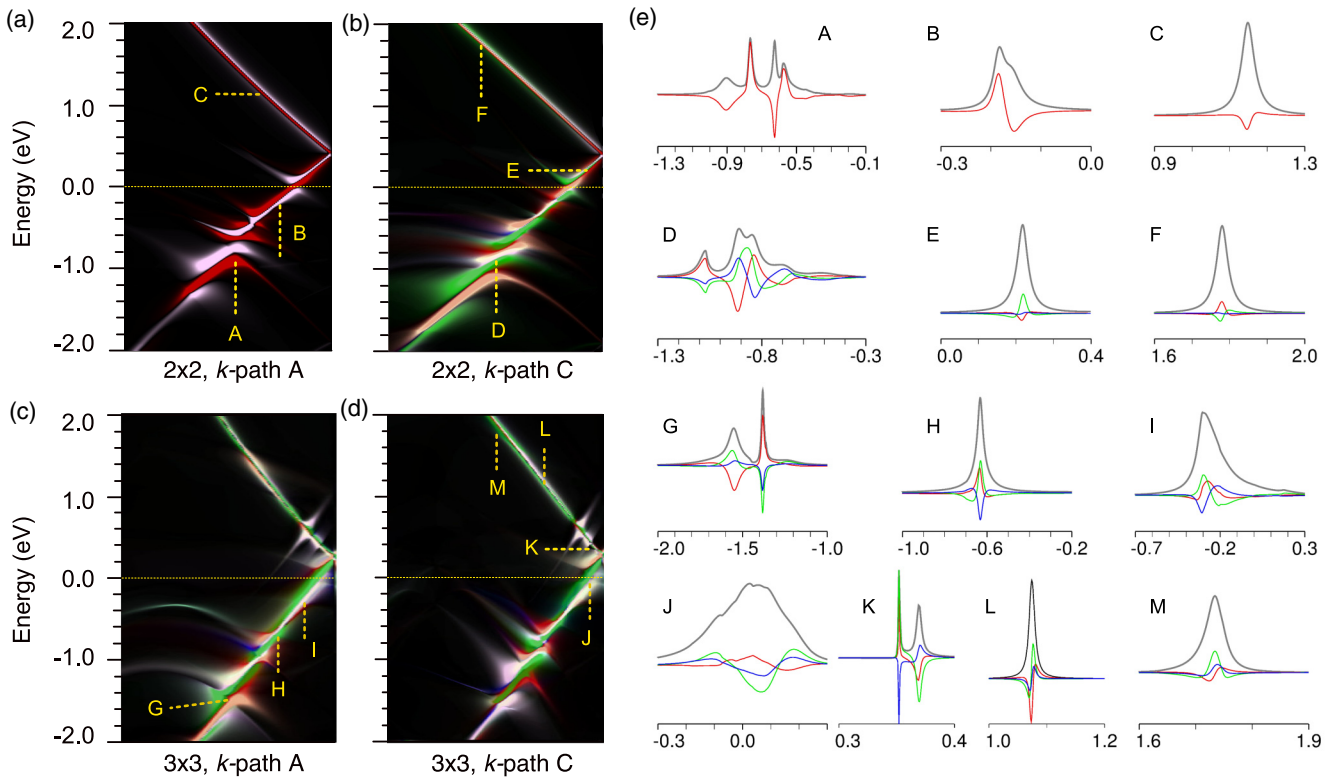 (a)
2.0
1.0
0.0
-1.0
-2.0
Energy (eV)
C
B
A
2x2, k-path A
(b)
F
E
D
2x2, k-path C
(c)
2.0
1.0
0.0
-1.0
-2.0
Energy (eV)
I
H
G
3x3, k-path A
(d)
L
M
K
J
3x3, k-path C
(e)
A
-1.3 -0.9 -0.5 -0.1
B
-0.3 0.0
C
0.9 1.3
D
-1.3 -0.8 -0.3
E
0.0 0.4
F
1.6 2.0
G
-2.0 -1.5 -1.0
H
-1.0 -0.6 -0.2
I
-0.7 -0.2 0.3
J
-0.3 0.0
K
0.3 0.4
L
1.0 1.2
M
1.6 1.9